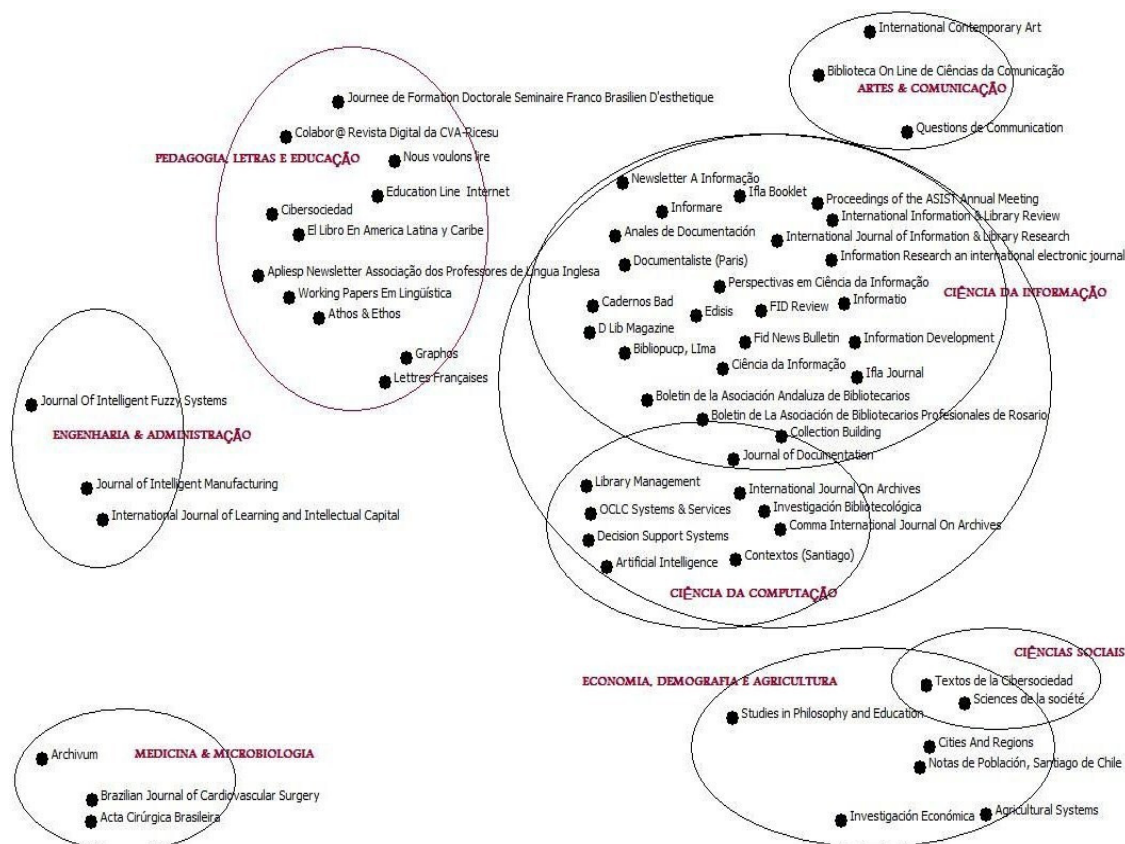 International Contemporary Art
Biblioteca On Line de Ciências da Comunicação
ARTES & COMUNICAÇÃO
Questions de Communication
Journee de Formation Doctorale Seminaire Franco Brasilien D'esthetique
Colabor@ Revista Digital da CVA-Ricesu
PEDAGOGIA, LETRAS E EDUCAÇÃO
Nous voulons lire
Education Line Internet
Cibersociedad
El Libro En America Latina y Caribe
Apliesp Newsletter Associação dos Professores de Língua Inglesa
Working Papers Em Lingüística
Athos & Ethos
Graphos
Lettres Françaises
Newsletter A Informação
Ifla Booklet
Proceedings of the ASIST Annual Meeting
Informare
International Information & Library Review
Anales de Documentación
International Journal of Information & Library Research
Documentaliste (Paris)
Information Research an international electronic journal
Perspectivas em Ciência da Informação
CIÊNCIA DA INFORMAÇÃO
Cadernos Bad
Edisis
FID Review
Informatio
D Lib Magazine
Bibliopucp, LIma
Fid News Bulletin
Information Development
Ciência da Informação
Ifla Journal
Boletin de la Asociación Andaluza de Bibliotecarios
Boletin de La Asociación de Bibliotecarios Profesionales de Rosario
Collection Building
Journal of Documentation
Journal Of Intelligent Fuzzy Systems
ENGENHARIA & ADMINISTRAÇÃO
Journal of Intelligent Manufacturing
International Journal of Learning and Intellectual Capital
Library Management
International Journal On Archives
OCLC Systems & Services
Investigación Bibliotecológica
Comma International Journal On Archives
Decision Support Systems
Contextos (Santiago)
Artificial Intelligence
CIÊNCIA DA COMPUTAÇÃO
CIÊNCIAS SOCIAIS
ECONOMIA, DEMOGRAFIA E AGRICULTURA
Textos de la Cibersociedad
Sciences de la société
Studies in Philosophy and Education
Cities And Regions
Notas de Población, Santiago de Chile
Investigación Económica
Agricultural Systems
Archivum
MEDICINA & MICROBIOLOGIA
Brazilian Journal of Cardiovascular Surgery
Acta Cirúrgica Brasileira